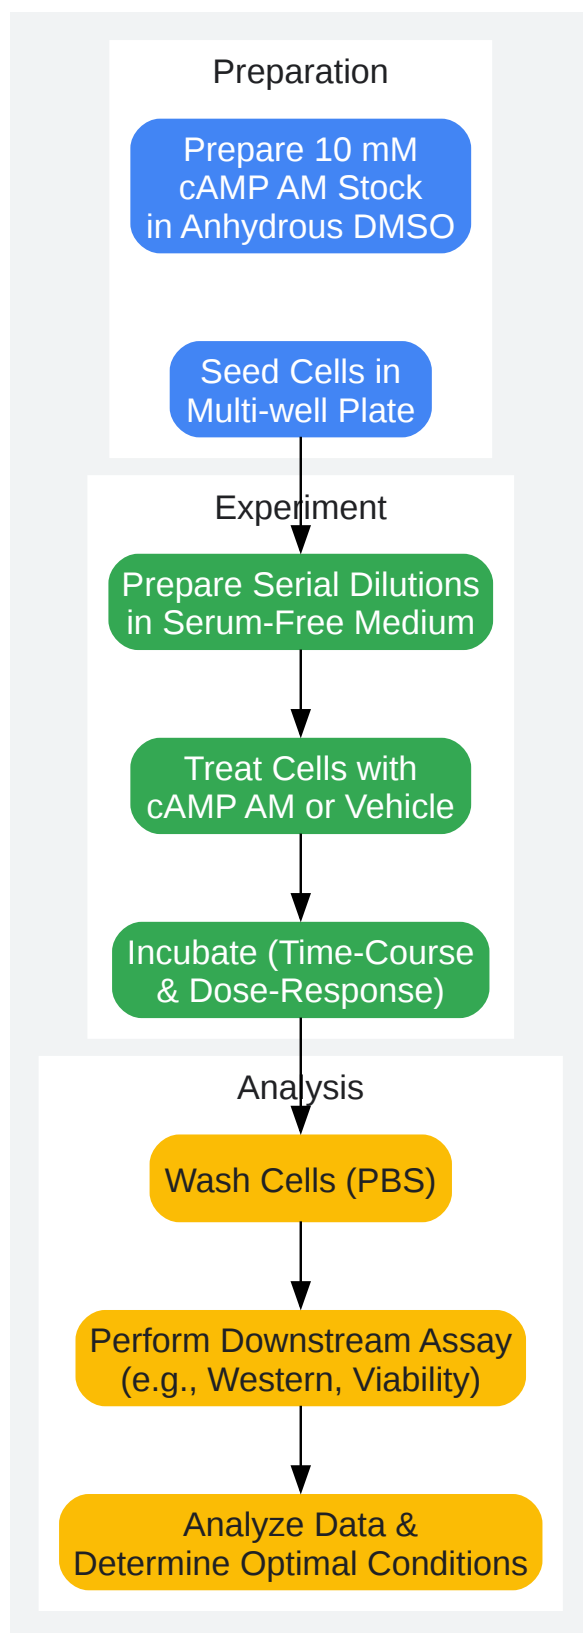 Preparation
Prepare 10 mM
cAMP AM Stock
in Anhydrous DMSO
Seed Cells in
Multi-well Plate
Experiment
Prepare Serial Dilutions
in Serum-Free Medium
Treat Cells with
cAMP AM or Vehicle
Incubate (Time-Course
& Dose-Response)
Analysis
Wash Cells (PBS)
Perform Downstream Assay
(e.g., Western, Viability)
Analyze Data &
Determine Optimal Conditions